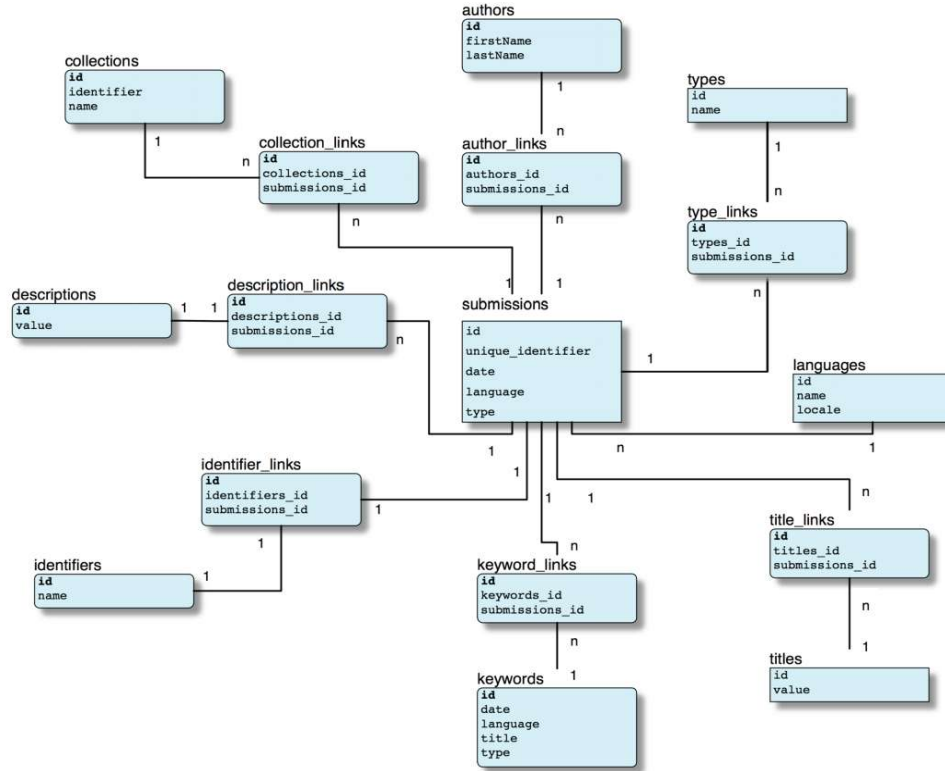 authors
id
firstName
lastName
1
n
collections
id
identifier
name
1
n
types
id
name
1
n
collection_links
id
collections_id
submissions_id
n
1
author_links
id
authors_id
submissions_id
n
1
type_links
id
types_id
submissions_id
n
1
descriptions
id
value
1
1
description_links
id
descriptions_id
submissions_id
n
1
submissions
id
unique_identifier
date
language
type
languages
id
name
locale
n
1
identifier_links
id
identifiers_id
submissions_id
1
1
1
1
identifiers
id
name
1
n
keyword_links
id
keywords_id
submissions_id
n
1
keywords
id
date
language
title
type
1
n
title_links
id
titles_id
submissions_id
n
1
titles
id
value